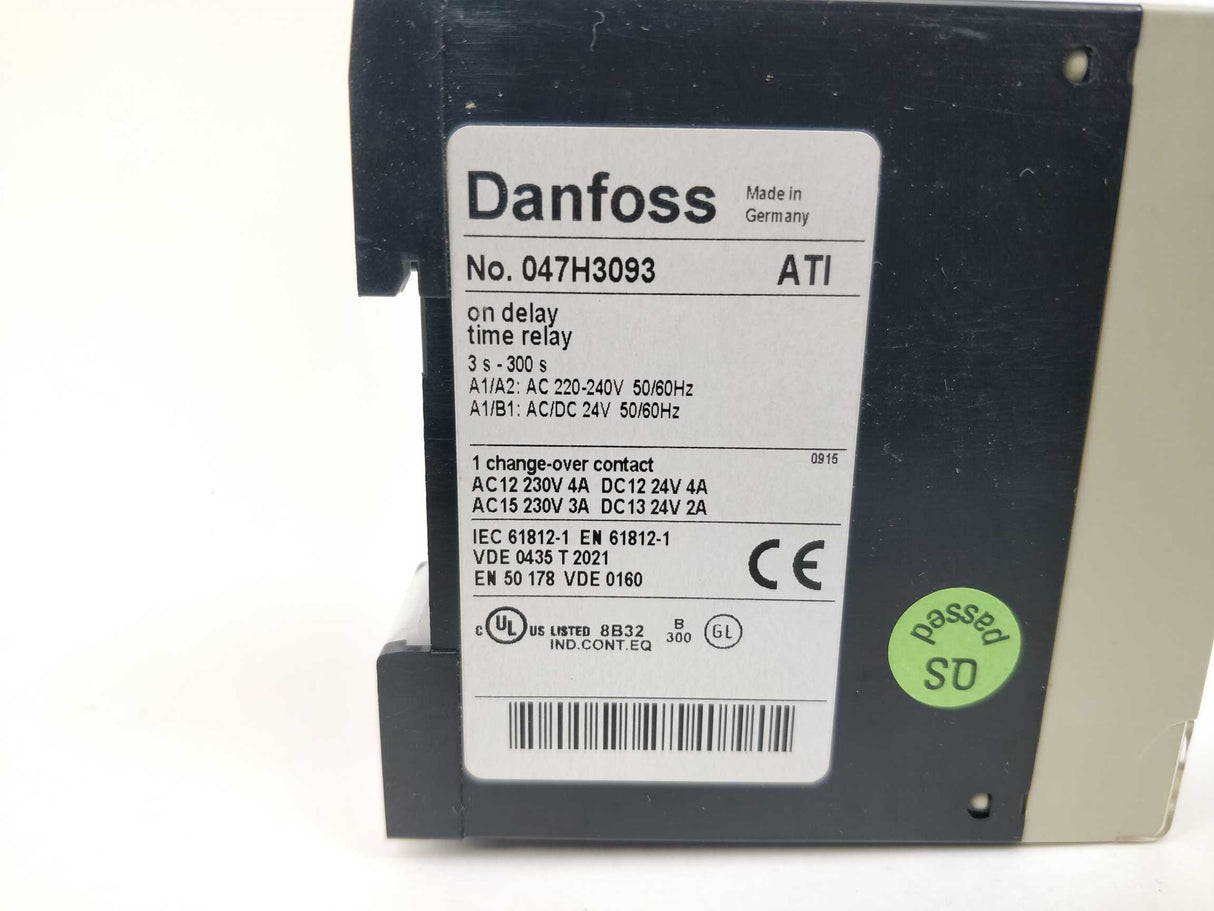 Danfoss
Made in
Germany
No. 047H3093 ATI
on delay
time relay
3 s - 300 s
A1/A2: AC 220-240V 50/60Hz
A1/B1: AC/DC 24V 50/60Hz
0915
1 change-over contact
AC12 230V 4A DC12 24V 4A
AC15 230V 3A DC13 24V 2A
IEC 61812-1 EN 61812-1
VDE 0435 T 2021
EN 50 178 VDE 0160
CE
C UL US LISTED 8B32
IND.CONT.EQ
B
300
GL
passed
QS